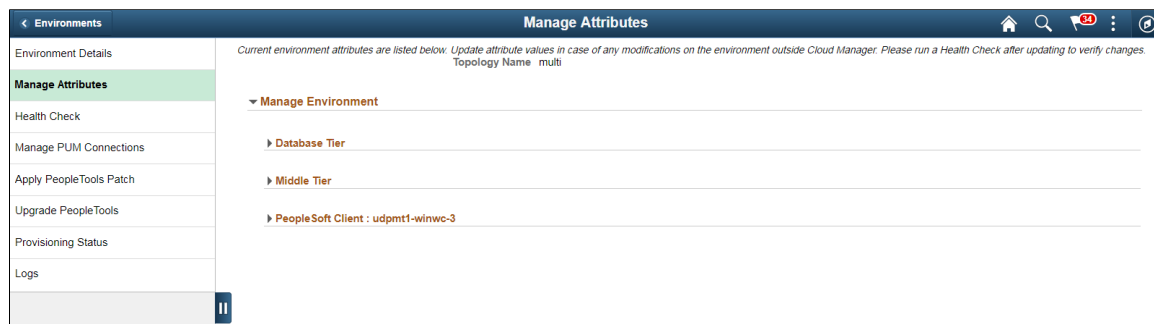 Environments
Manage Attributes
34
Environment Details
Manage Attributes
Health Check
Manage PUM Connections
Apply PeopleTools Patch
Upgrade PeopleTools
Provisioning Status
Logs
Current environment attributes are listed below. Update attribute values in case of any modifications on the environment outside Cloud Manager. Please run a Health Check after updating to verify changes.
Topology Name multi
Manage Environment
Database Tier
Middle Tier
PeopleSoft Client : udpmt1-winwc-3